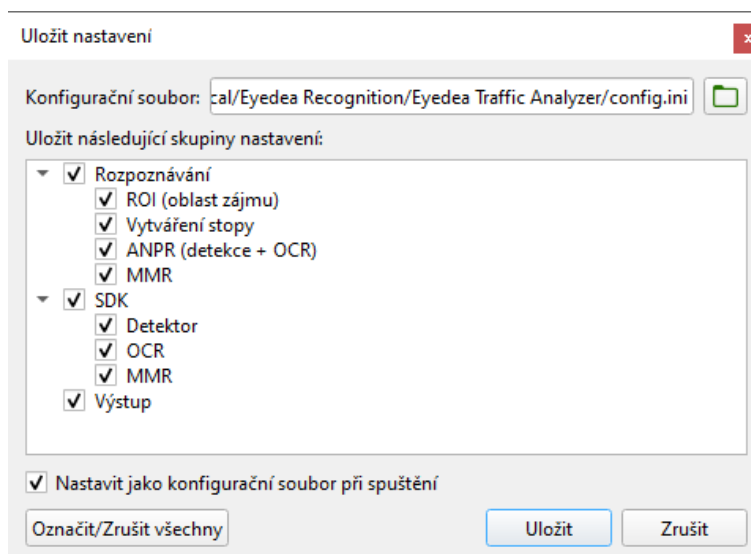 Uložit nastavení
Konfigurační soubor: cal/Eyedea Recognition/Eyedea Traffic Analyzer/config.ini
Uložit následující skupiny nastavení:
Rozpoznávání
ROI (oblast zájmu)
Vytváření stopy
ANPR (detekce + OCR)
MMR
SDK
Detektor
OCR
MMR
Výstup
Nastavit jako konfigurační soubor při spuštění
Označit/Zrušit všechny Uložit Zrušit